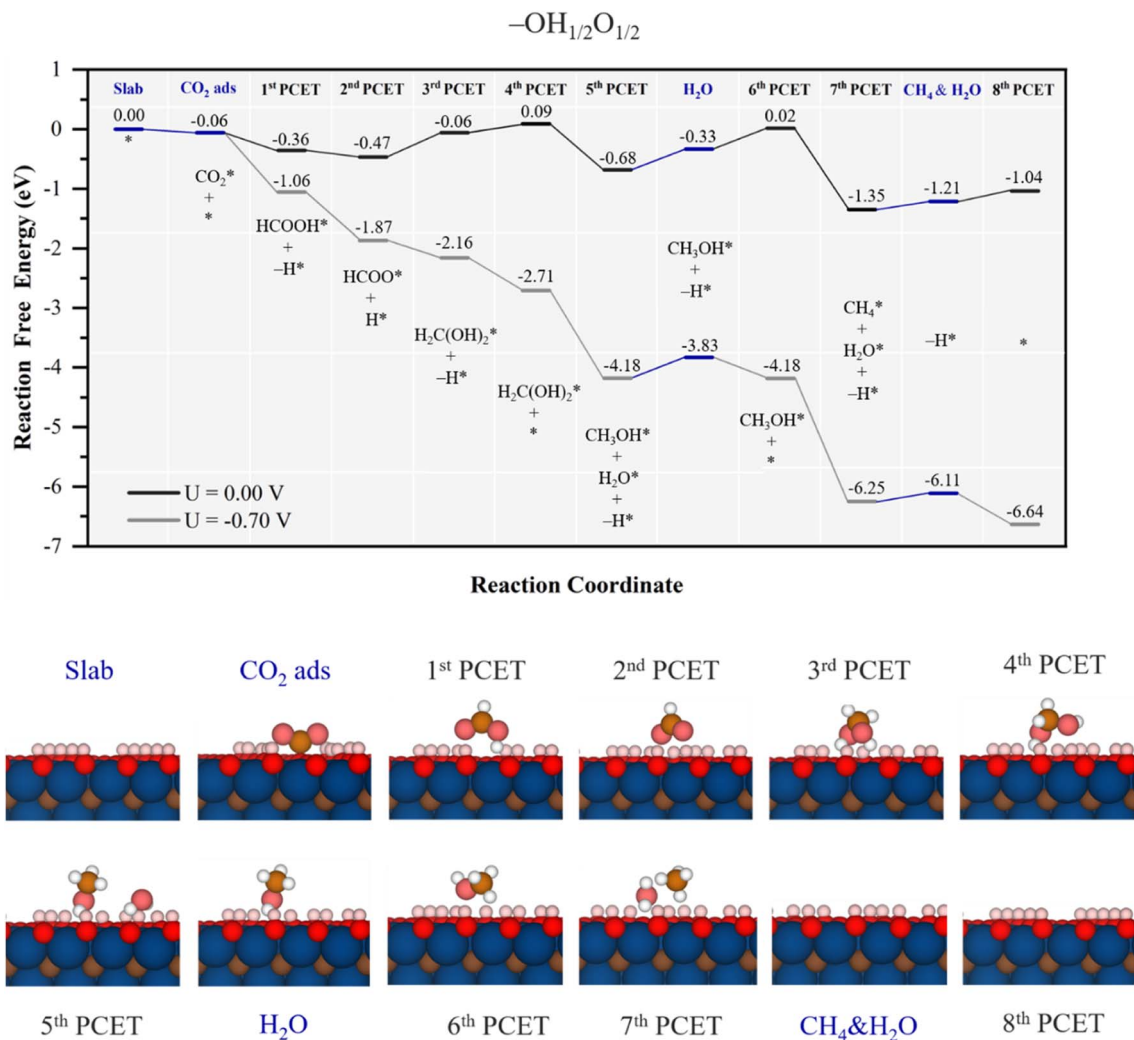 –OH1/2O1/2
Reaction Free Energy (eV)
1
0
-1
-2
-3
-4
-5
-6
-7
Slab
CO2 ads
1st PCET
2nd PCET
3rd PCET
4th PCET
5th PCET
H2O
6th PCET
7th PCET
CH4 & H2O
8th PCET
0.00
-0.06
-0.36
-0.47
-0.06
0.09
-0.68
-0.33
0.02
-1.35
-1.21
-1.04
-1.06
-1.87
-2.16
-2.71
-4.18
-3.83
-4.18
-6.25
-6.11
-6.64
*
CO2*
+
*
HCOOH*
+
–H*
HCOO*
+
H*
H2C(OH)2*
+
–H*
H2C(OH)2*
+
*
CH3OH*
+
H2O*
+
–H*
CH3OH*
+
–H*
CH3OH*
+
*
CH4*
+
H2O*
+
–H*
–H*
*
U = 0.00 V
U = -0.70 V
Reaction Coordinate
Slab
CO2 ads
1st PCET
2nd PCET
3rd PCET
4th PCET
5th PCET
H2O
6th PCET
7th PCET
CH4&H2O
8th PCET